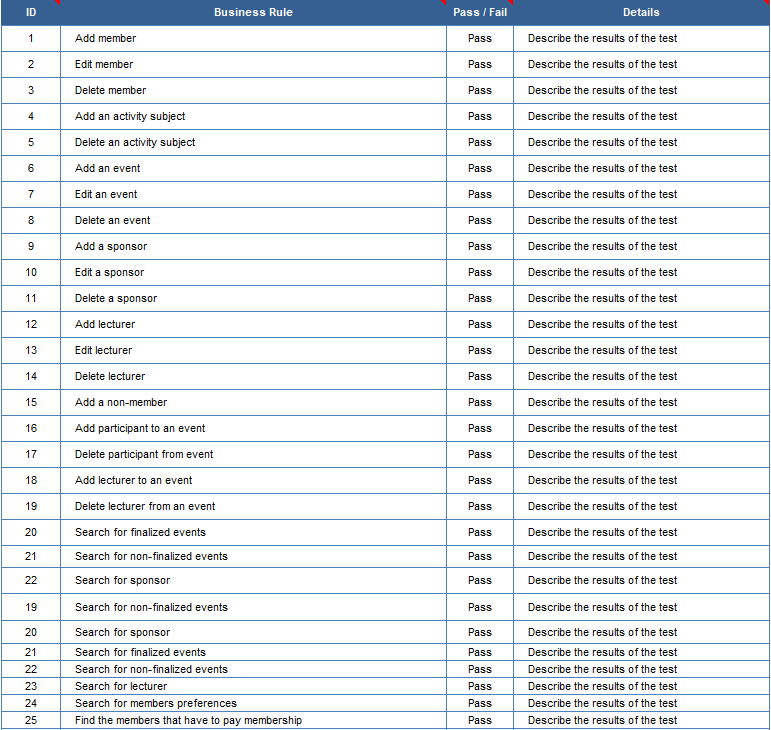 ID Business Rule Pass / Fail Details
1 Add member Pass Describe the results of the test
2 Edit member Pass Describe the results of the test
3 Delete member Pass Describe the results of the test
4 Add an activity subject Pass Describe the results of the test
5 Delete an activity subject Pass Describe the results of the test
6 Add an event Pass Describe the results of the test
7 Edit an event Pass Describe the results of the test
8 Delete an event Pass Describe the results of the test
9 Add a sponsor Pass Describe the results of the test
10 Edit a sponsor Pass Describe the results of the test
11 Delete a sponsor Pass Describe the results of the test
12 Add lecturer Pass Describe the results of the test
13 Edit lecturer Pass Describe the results of the test
14 Delete lecturer Pass Describe the results of the test
15 Add a non-member Pass Describe the results of the test
16 Add participant to an event Pass Describe the results of the test
17 Delete participant from event Pass Describe the results of the test
18 Add lecturer to an event Pass Describe the results of the test
19 Delete lecturer from an event Pass Describe the results of the test
20 Search for finalized events Pass Describe the results of the test
21 Search for non-finalized events Pass Describe the results of the test
22 Search for sponsor Pass Describe the results of the test
19 Search for non-finalized events Pass Describe the results of the test
20 Search for sponsor Pass Describe the results of the test
21 Search for finalized events Pass Describe the results of the test
22 Search for non-finalized events Pass Describe the results of the test
23 Search for lecturer Pass Describe the results of the test
24 Search for members preferences Pass Describe the results of the test
25 Find the members that have to pay membership Pass Describe the results of the test